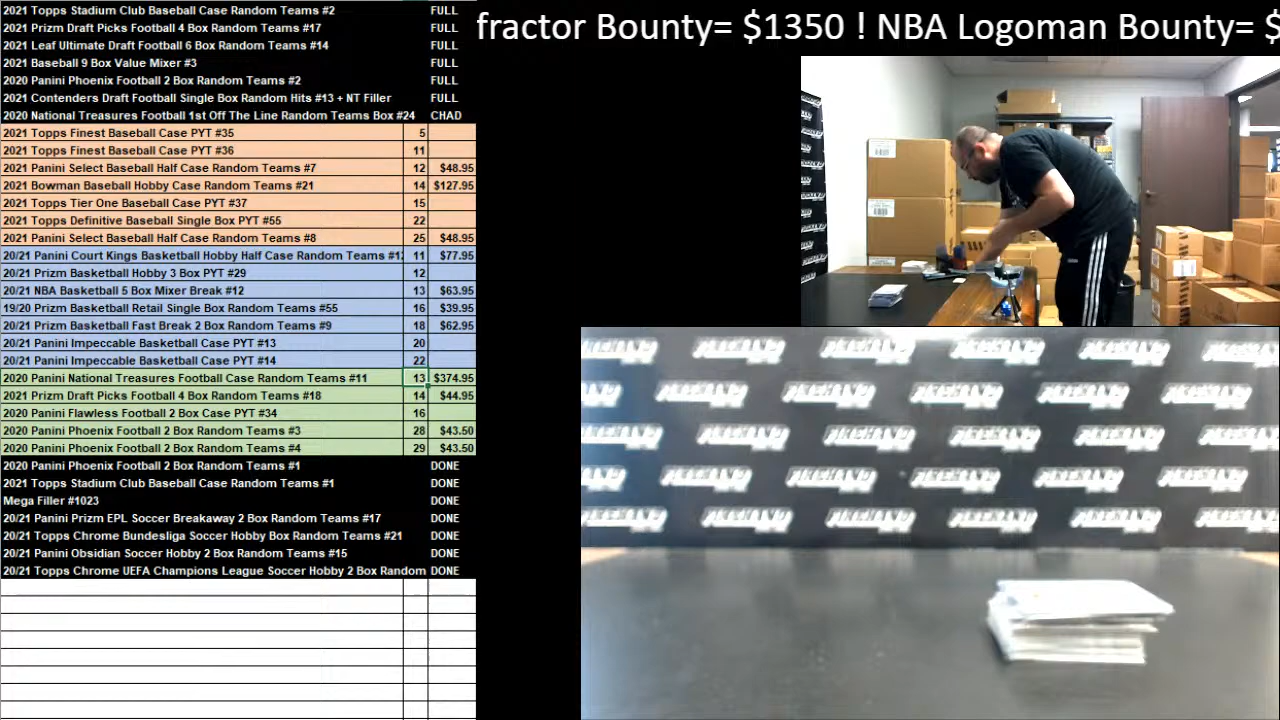 2021 Topps Stadium Club Baseball Case Random Teams #2 FULL
2021 Prizm Draft Picks Football 4 Box Random Teams #17 FULL
2021 Leaf Ultimate Draft Football 6 Box Random Teams #14 FULL
2021 Baseball 9 Box Value Mixer #3 FULL
2020 Panini Phoenix Football 2 Box Random Teams #2 FULL
2021 Contenders Draft Football Single Box Random Hits #13 + NT Filler FULL
2020 National Treasures Football 1st Off The Line Random Teams Box #24 CHAD
2021 Topps Finest Baseball Case PYT #35 5
2021 Topps Finest Baseball Case PYT #36 11
2021 Panini Select Baseball Half Case Random Teams #7 12 $48.95
2021 Bowman Baseball Hobby Case Random Teams #21 14 $127.95
2021 Topps Tier One Baseball Case PYT #37 15
2021 Topps Definitive Baseball Single Box PYT #55 22
2021 Panini Select Baseball Half Case Random Teams #8 25 $48.95
20/21 Panini Court Kings Basketball Hobby Half Case Random Teams #1 11 $77.95
20/21 Prizm Basketball Hobby 3 Box PYT #29 12
20/21 NBA Basketball 5 Box Mixer Break #12 13 $63.95
19/20 Prizm Basketball Retail Single Box Random Teams #55 16 $39.95
20/21 Prizm Basketball Fast Break 2 Box Random Teams #9 18 $62.95
20/21 Panini Impeccable Basketball Case PYT #13 20
20/21 Panini Impeccable Basketball Case PYT #14 22
2020 Panini National Treasures Football Case Random Teams #11 13 $374.95
2021 Prizm Draft Picks Football 4 Box Random Teams #18 14 $44.95
2020 Panini Flawless Football 2 Box Case PYT #34 16
2020 Panini Phoenix Football 2 Box Random Teams #3 28 $43.50
2020 Panini Phoenix Football 2 Box Random Teams #4 29 $43.50
2020 Panini Phoenix Football 2 Box Random Teams #1 DONE
2021 Topps Stadium Club Baseball Case Random Teams #1 DONE
Mega Filler #1023 DONE
20/21 Panini Prizm EPL Soccer Breakaway 2 Box Random Teams #17 DONE
20/21 Topps Chrome Bundesliga Soccer Hobby Box Random Teams #21 DONE
20/21 Panini Obsidian Soccer Hobby 2 Box Random Teams #15 DONE
20/21 Topps Chrome UEFA Champions League Soccer Hobby 2 Box Random DONE
fractor Bounty= $1350 ! NBA Logoman Bounty= $